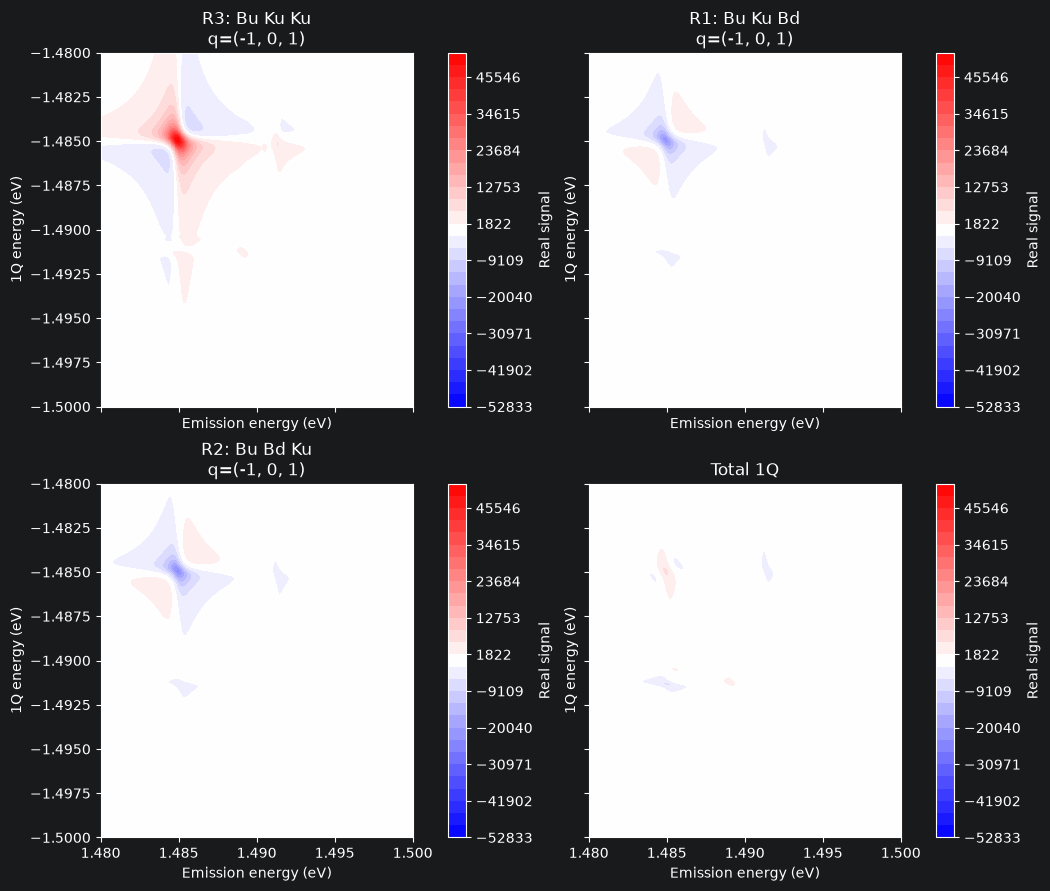 R3: Bu Ku Ku
q=(-1, 0, 1)
−1.4800
−1.4825
−1.4850
−1.4875
−1.4900
−1.4925
−1.4950
−1.4975
−1.5000
1Q energy (eV)
Emission energy (eV)
45546
34615
23684
12753
1822
−9109
−20040
−30971
−41902
−52833
Real signal
R1: Bu Ku Bd
q=(-1, 0, 1)
1Q energy (eV)
Emission energy (eV)
45546
34615
23684
12753
1822
−9109
−20040
−30971
−41902
−52833
Real signal
R2: Bu Bd Ku
q=(-1, 0, 1)
−1.4800
−1.4825
−1.4850
−1.4875
−1.4900
−1.4925
−1.4950
−1.4975
−1.5000
1Q energy (eV)
1.480 1.485 1.490 1.495 1.500
Emission energy (eV)
45546
34615
23684
12753
1822
−9109
−20040
−30971
−41902
−52833
Real signal
Total 1Q
1Q energy (eV)
1.480 1.485 1.490 1.495 1.500
Emission energy (eV)
45546
34615
23684
12753
1822
−9109
−20040
−30971
−41902
−52833
Real signal